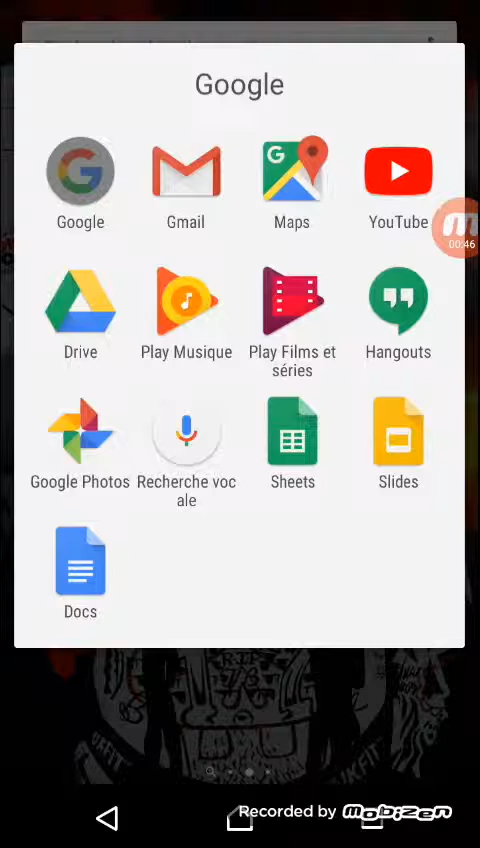 Google
Google
Gmail
Maps
YouTube
00:46
Drive
Play Musique
Play Films et
séries
Hangouts
Google Photos
Recherche voc
ale
Sheets
Slides
Docs
Recorded by mobizen